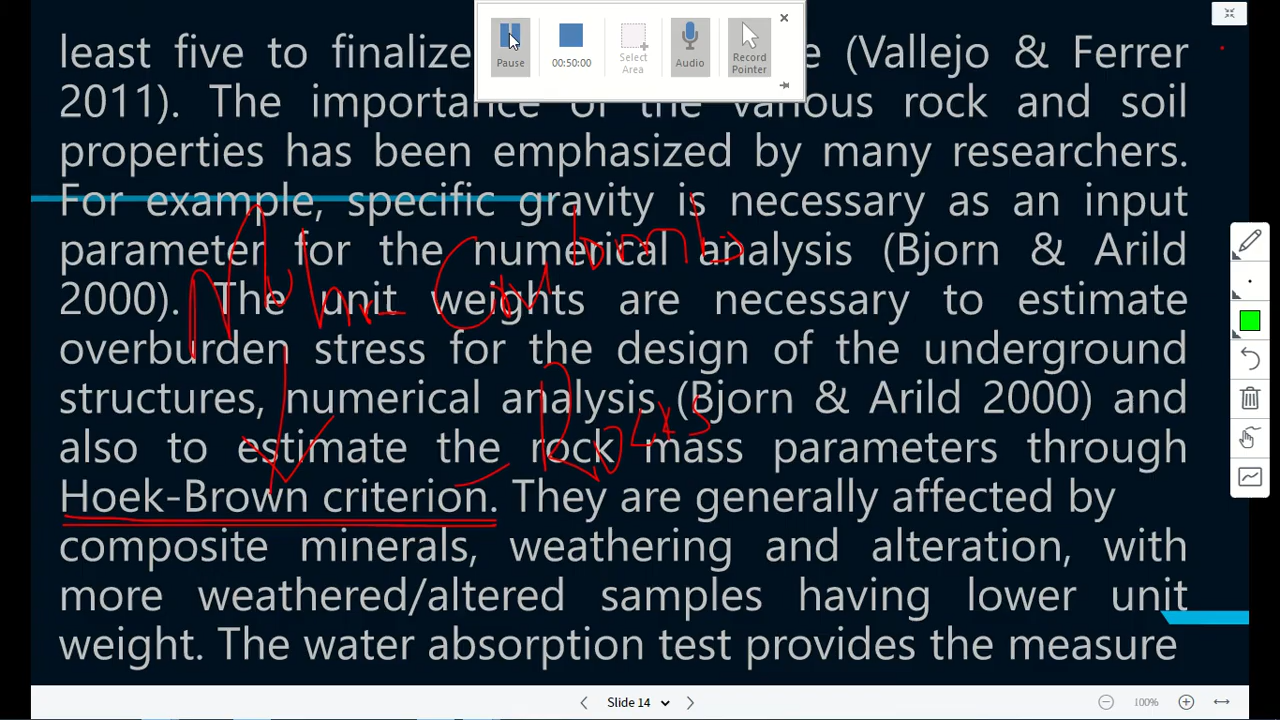 least five to finalize e (Vallejo & Ferrer
2011). The importance of the various rock and soil
properties has been emphasized by many researchers.
For example, specific gravity is necessary as an input
parameter for the numerical analysis (Bjorn & Arild
2000). The unit weights are necessary to estimate
overburden stress for the design of the underground
structures, numerical analysis (Bjorn & Arild 2000) and
also to estimate the rock mass parameters through
Hoek-Brown criterion. They are generally affected by
composite minerals, weathering and alteration, with
more weathered/altered samples having lower unit
weight. The water absorption test provides the measure
Rocks
Pause
00:50:00
Select
Area
Audio
Record
Pointer
Slide 14
100%